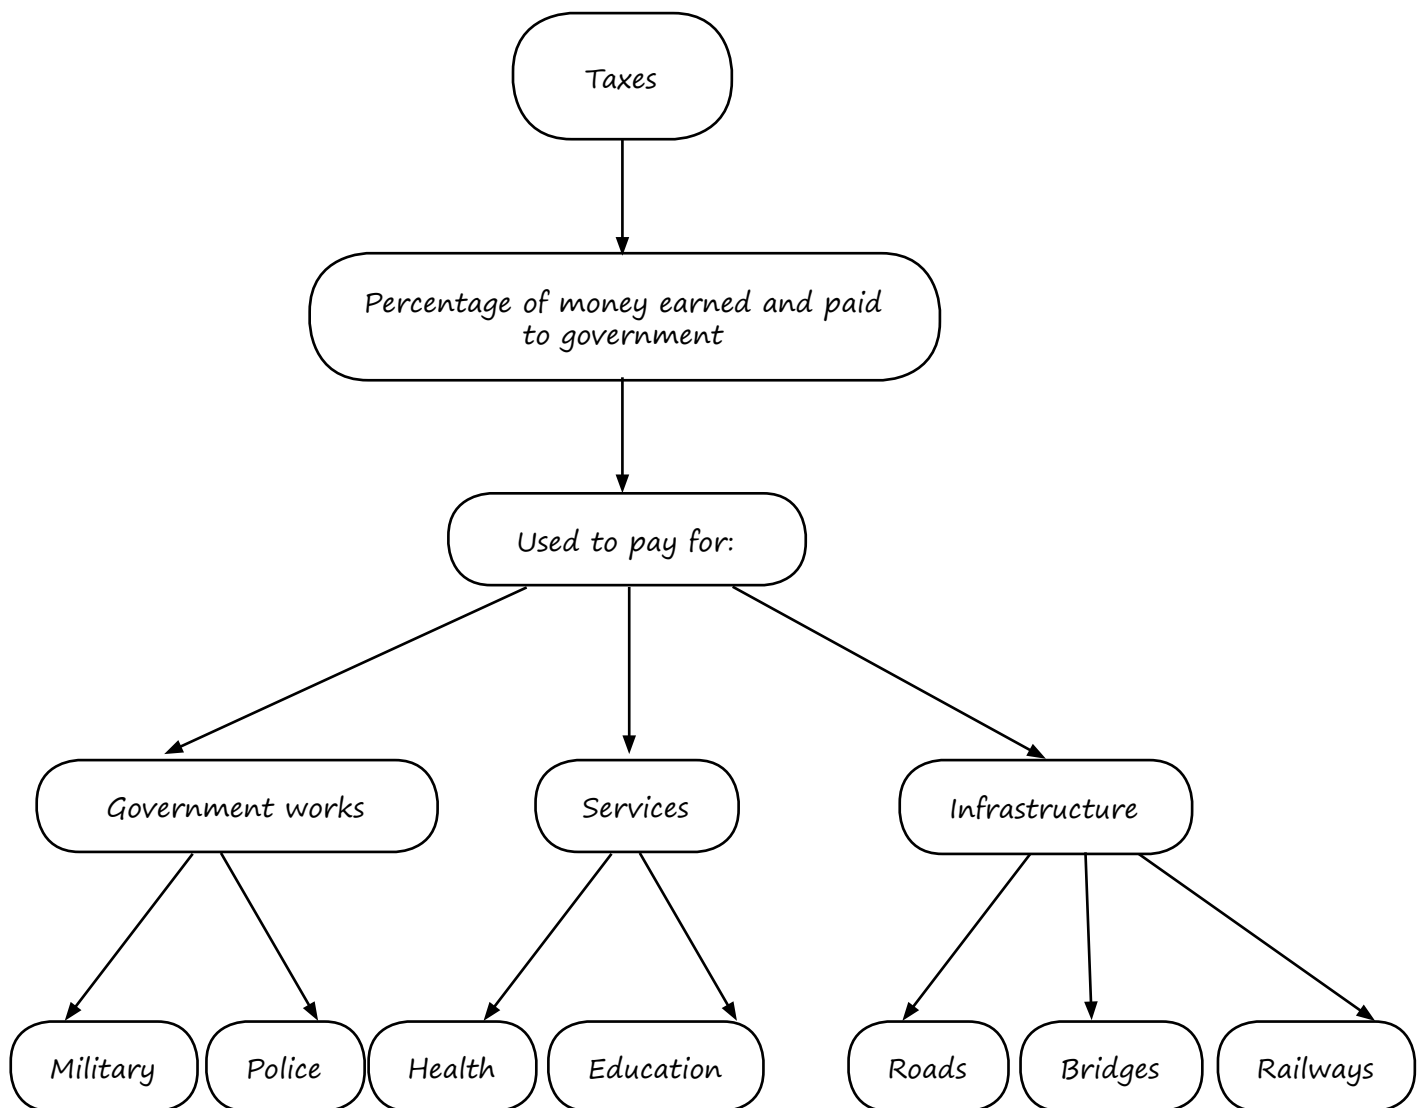 Taxes
Percentage of money earned and paid
to government
Used to pay for:
Government works
Services
Infrastructure
Military
Police
Health
Education
Roads
Bridges
Railways